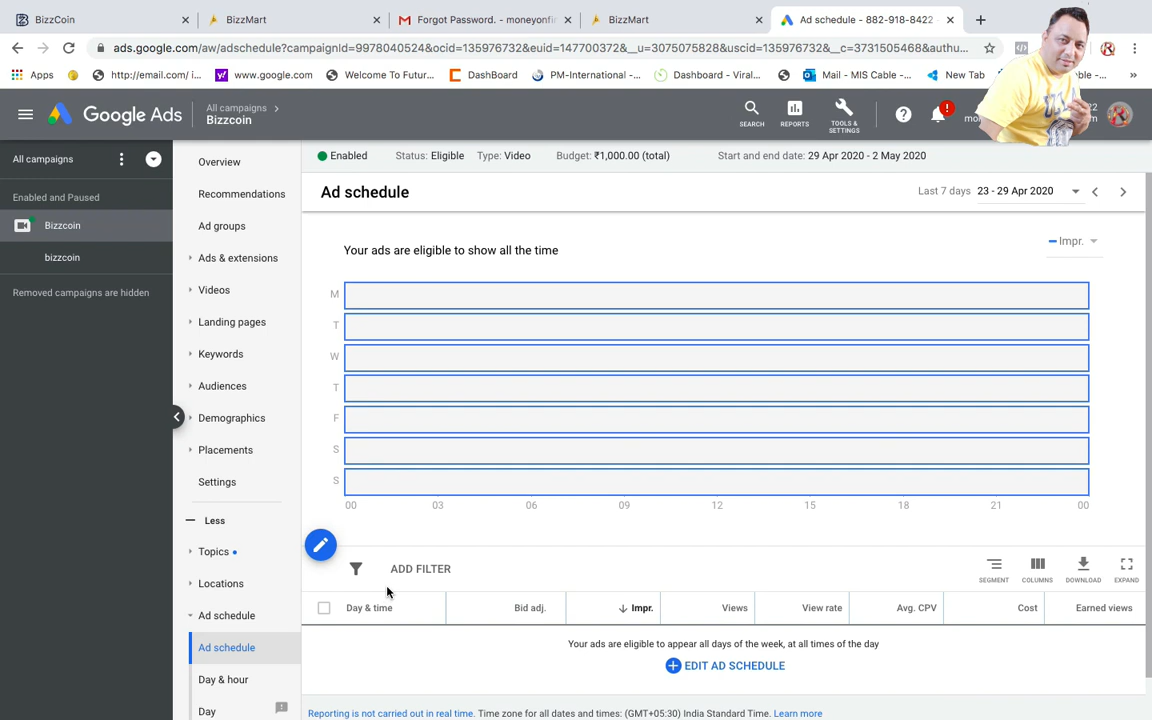 BizzCoin
BizzMart
Forgot Password. - moneyonfin
BizzMart
Ad schedule - 882-918-8422
ads.google.com/aw/adschedule?campaignId=9978040524&ocid=135976732&euid=147700372&__u=3075075828&uscid=135976732&__c=3731505468&authu...
Apps
http://email.com/ i...
www.google.com
Welcome To Futur...
DashBoard
PM-International -...
Dashboard - Viral...
Mail - MIS Cable -...
New Tab
»
Google Ads
All campaigns
Bizzcoin
SEARCH
REPORTS
TOOLS &
SETTINGS
All campaigns
Enabled and Paused
Bizzcoin
bizzcoin
Removed campaigns are hidden
Overview
Recommendations
Ad groups
Ads & extensions
Videos
Landing pages
Keywords
Audiences
Demographics
Placements
Settings
Less
Topics
Locations
Ad schedule
Ad schedule
Day & hour
Day
Enabled Status: Eligible Type: Video Budget: ₹1,000.00 (total) Start and end date: 29 Apr 2020 - 2 May 2020
Ad schedule
Last 7 days 23 - 29 Apr 2020
Your ads are eligible to show all the time
Impr.
M
T
W
T
F
S
S
00 03 06 09 12 15 18 21 00
ADD FILTER
SEGMENT COLUMNS DOWNLOAD EXPAND
Day & time Bid adj. Impr. Views View rate Avg. CPV Cost Earned views
Your ads are eligible to appear all days of the week, at all times of the day
EDIT AD SCHEDULE
Reporting is not carried out in real time. Time zone for all dates and times: (GMT+05:30) India Standard Time. Learn more